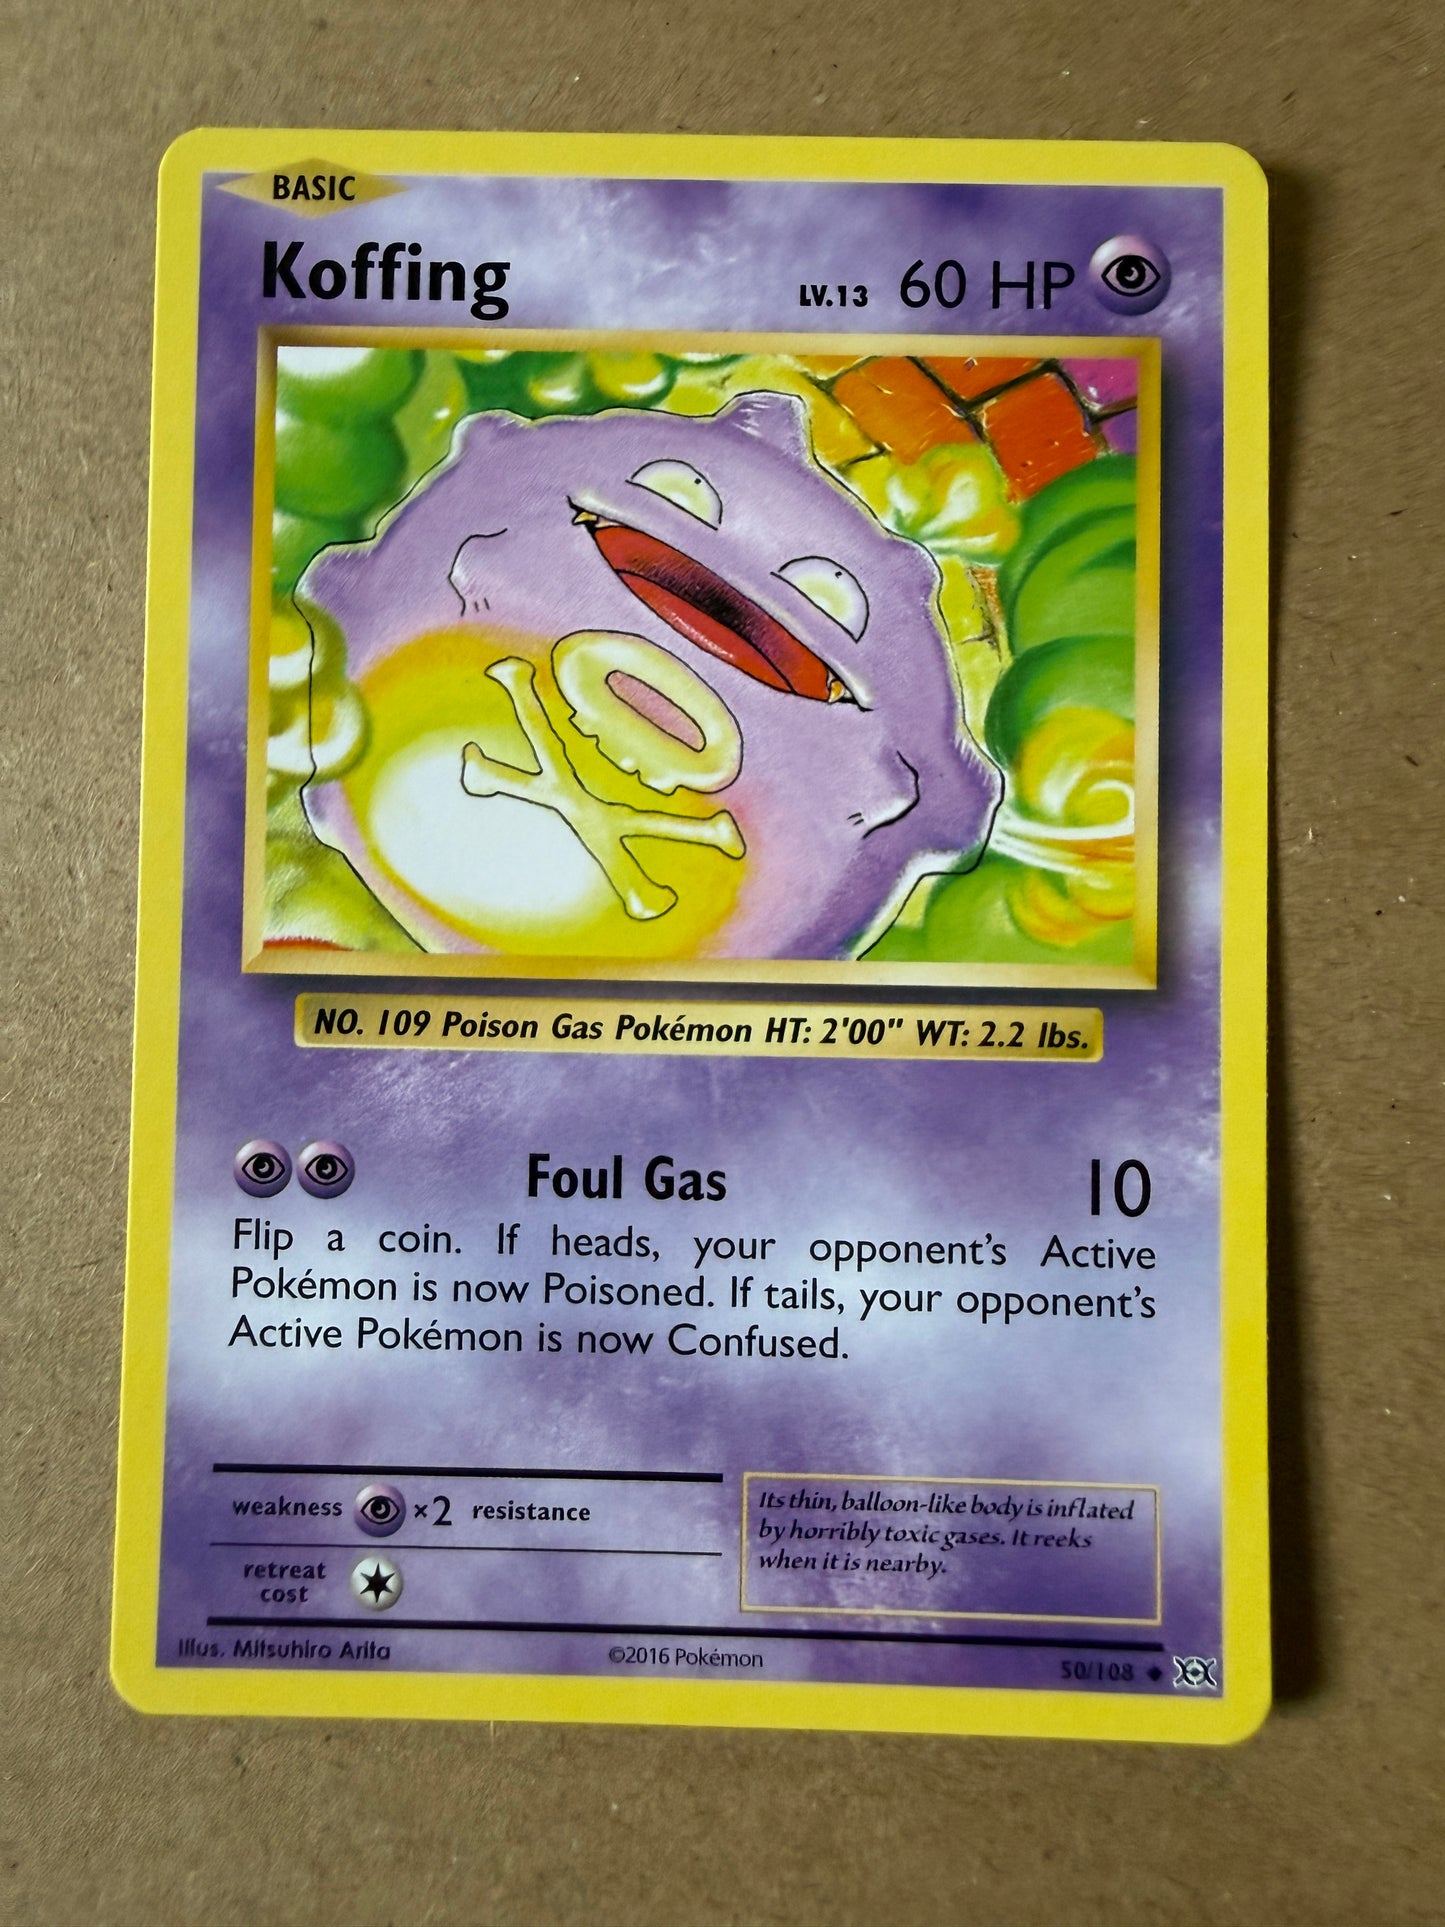 BASIC
Koffing LV.13 60 HP
NO. 109 Poison Gas Pokémon HT: 2'00" WT: 2.2 lbs.
Foul Gas 10
Flip a coin. If heads, your opponent's Active
Pokémon is now Poisoned. If tails, your opponent's
Active Pokémon is now Confused.
weakness ×2 resistance
retreat
cost
Its thin, balloon-like body is inflated
by horribly toxic gases. It reeks
when it is nearby.
Illus. Mitsuhiro Arita ©2016 Pokémon 50/108